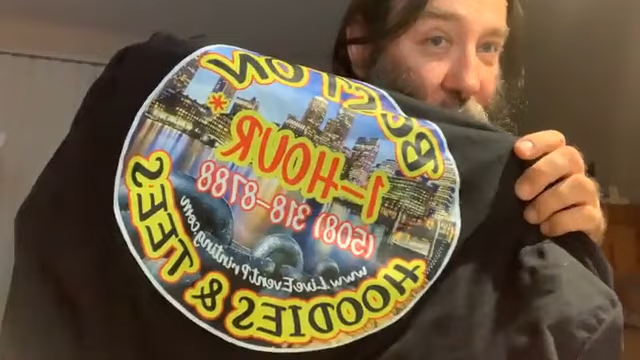 BOSTON
1-HOUR *
(508) 318-8788
www.LiveEventPrinting.com
HOODIES & TEES